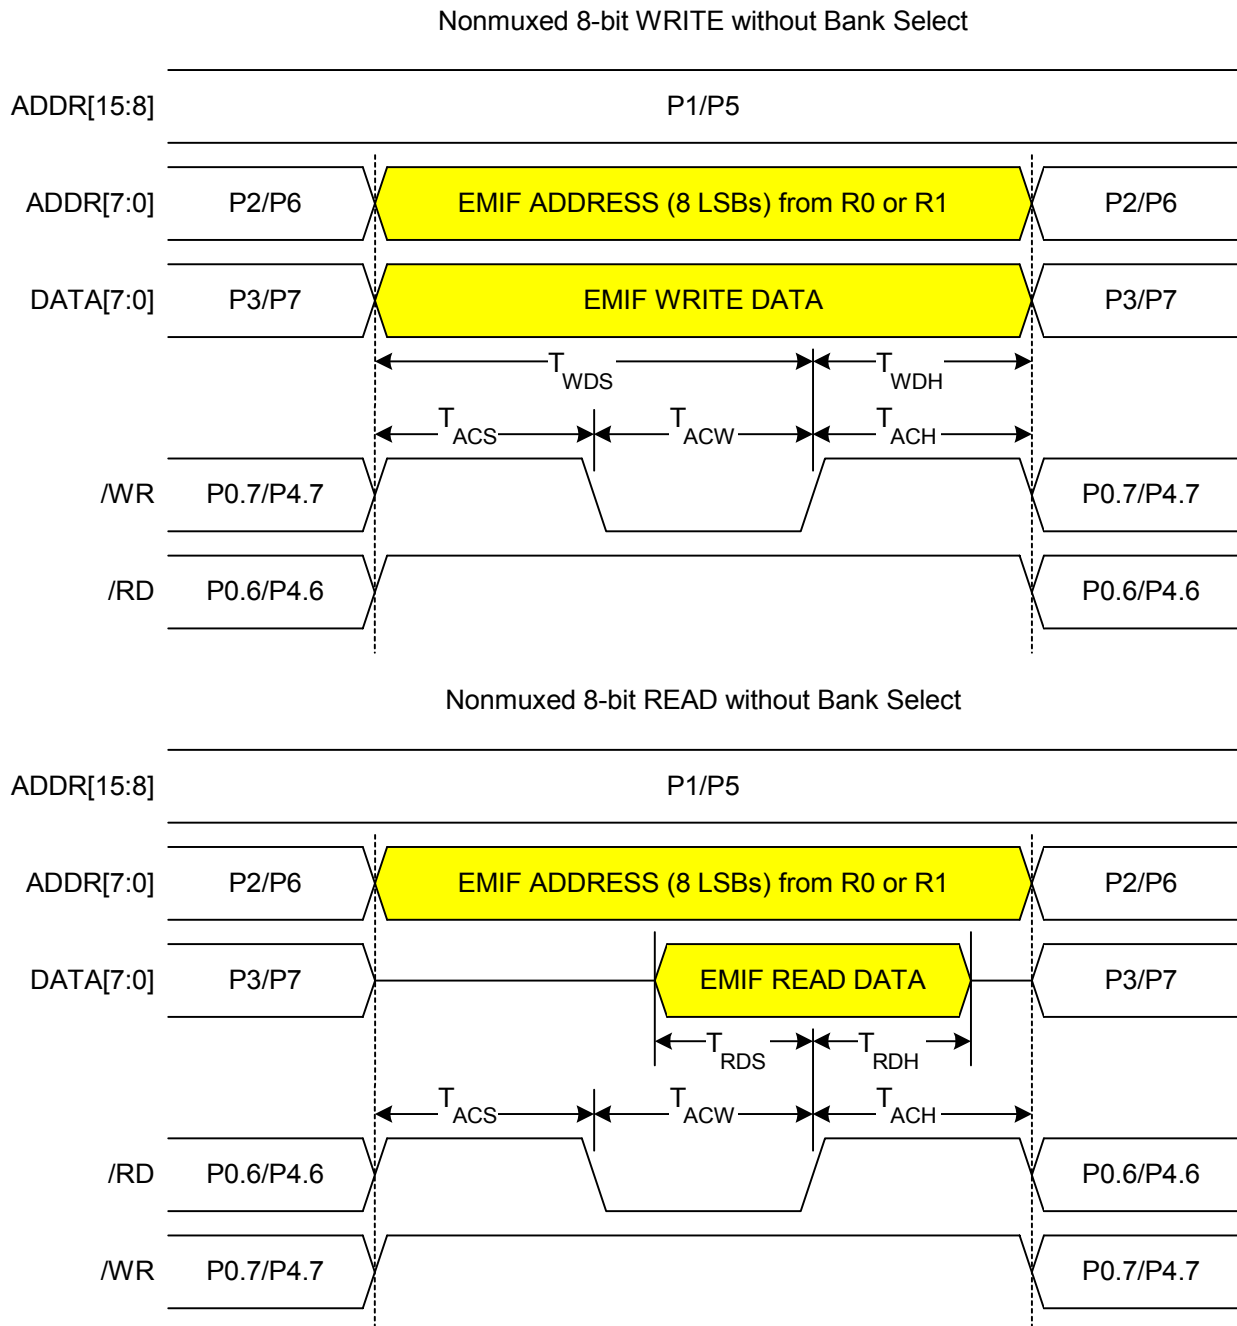 Nonmuxed 8-bit WRITE without Bank Select
ADDR[15:8] P1/P5
ADDR[7:0] P2/P6 EMIF ADDRESS (8 LSBs) from R0 or R1 P2/P6
DATA[7:0] P3/P7 EMIF WRITE DATA P3/P7
TWDS TWDH
TACS TACW TACH
/WR P0.7/P4.7 P0.7/P4.7
/RD P0.6/P4.6 P0.6/P4.6
Nonmuxed 8-bit READ without Bank Select
ADDR[15:8] P1/P5
ADDR[7:0] P2/P6 EMIF ADDRESS (8 LSBs) from R0 or R1 P2/P6
DATA[7:0] P3/P7 EMIF READ DATA P3/P7
TRDS TRDH
TACS TACW TACH
/RD P0.6/P4.6 P0.6/P4.6
/WR P0.7/P4.7 P0.7/P4.7